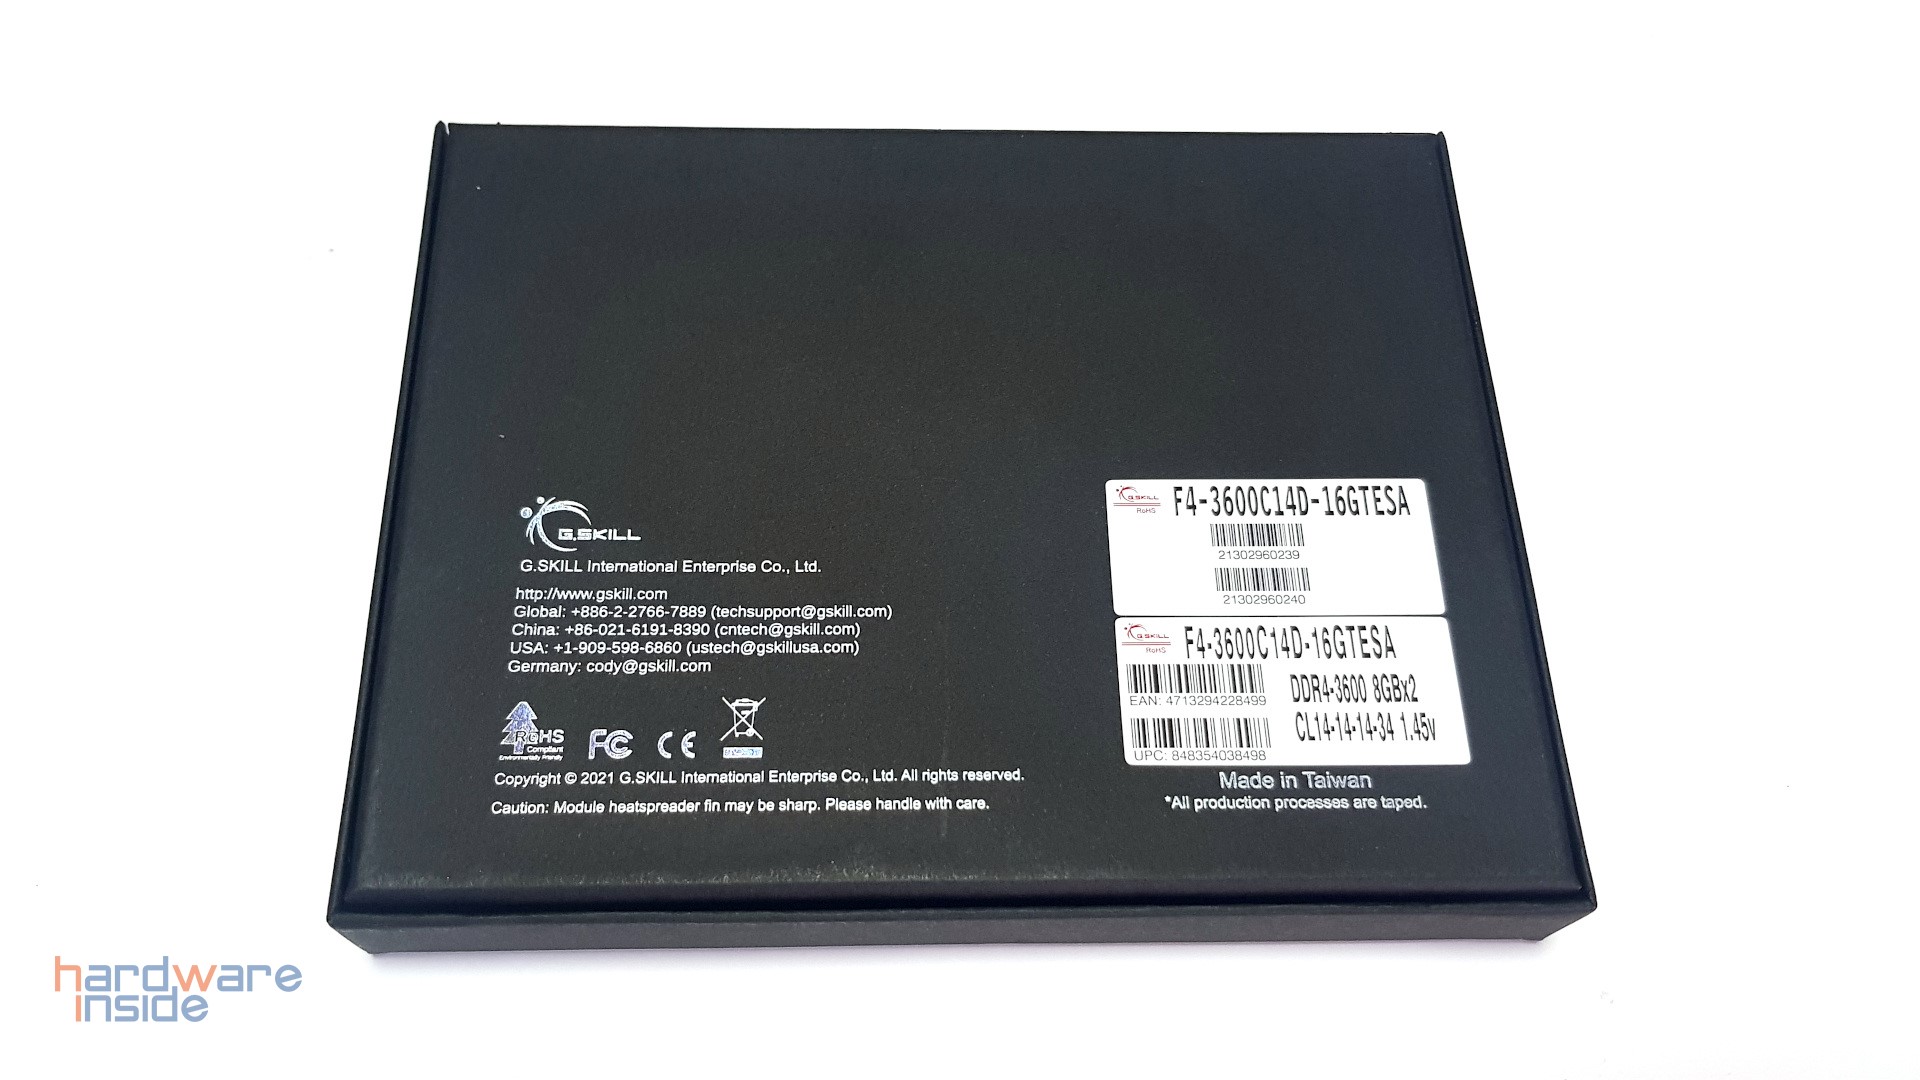 G.SKILL
G.SKILL International Enterprise Co., Ltd.
http://www.gskill.com
Global: +886-2-2766-7889 (techsupport@gskill.com)
China: +86-021-6191-8390 (cntech@gskill.com)
USA: +1-909-598-6860 (ustech@gskillusa.com)
Germany: cody@gskill.com
RoHS
Compliant
Environmentally Friendly
FC CE
Copyright © 2021 G.SKILL International Enterprise Co., Ltd. All rights reserved.
Caution: Module heatspreader fin may be sharp. Please handle with care.
G.SKILL
RoHS
F4-3600C14D-16GTESA
21302960239
21302960240
G.SKILL
RoHS
F4-3600C14D-16GTESA
EAN: 4713294228499
DDR4-3600 8GBx2
UPC: 848354038498
CL14-14-14-34 1.45v
Made in Taiwan
*All production processes are taped.
hardware
inside